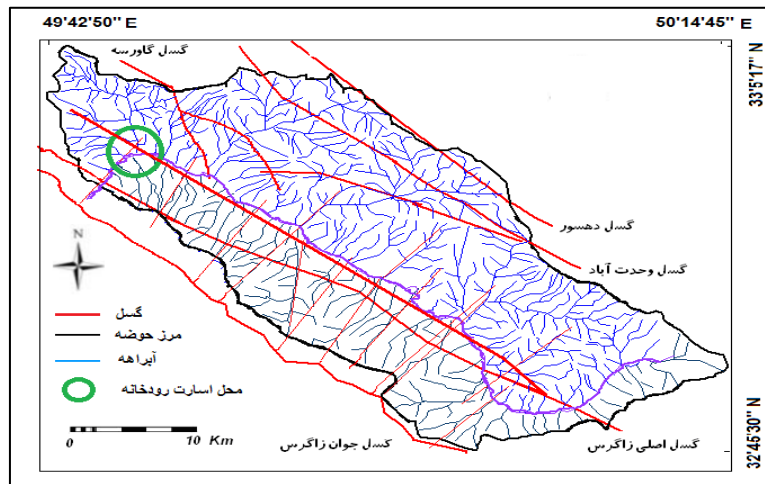 49°42'50'' E
50°14'45'' E
گسل گاورسه
33°5'17'' N
گسل دهسور
گسل وحدت آباد
N
گسل
مرز حوضه
آبراهه
محل اسارت رودخانه
0 10 Km
گسل جوان زاگرس
گسل اصلی زاگرس
32°45'30'' N